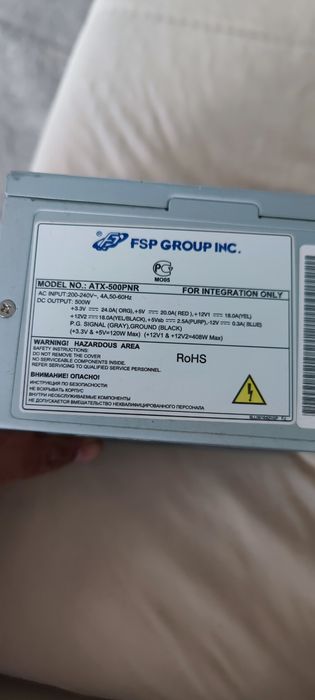 ® FSP GROUP INC.
PG
MO05
MODEL NO.: ATX-500PNR FOR INTEGRATION ONLY
AC INPUT:200-240V~, 4A,50-60Hz
DC OUTPUT: 500W
+3.3V ⎓ 24.0A( ORG),+5V ⎓ 20.0A( RED ), +12V1 ⎓ 18.0A(YEL)
+12V2 ⎓ 18.0A(YEL/BLACK), +5Vsb ⎓ 2.5A(PURP),-12V ⎓ 0.3A( BLUE)
P.G. SIGNAL (GRAY),GROUND (BLACK)
(+3.3V & +5V=120W Max) (+12V1 & +12V2=408W Max)
WARNING! HAZARDOUS AREA
SAFETY INSTRUCTIONS:
DO NOT REMOVE THE COVER
NO SERVICEABLE COMPONENTS INSIDE.
REFER SERVICING TO QUALIFIED SERVICE PERSONNEL.
RoHS
ВНИМАНИЕ! ОПАСНО!
ИНСТРУКЦИЯ ПО БЕЗОПАСНОСТИ
НЕ ВСКРЫВАТЬ КОРПУС
ВНУТРИ НЕОБСЛУЖИВАЕМЫЕ КОМПОНЕНТЫ
НЕ ДОПУСКАЕТСЯ ВМЕШАТЕЛЬСТВО НЕКВАЛИФИЦИРОВАННОГО ПЕРСОНАЛА